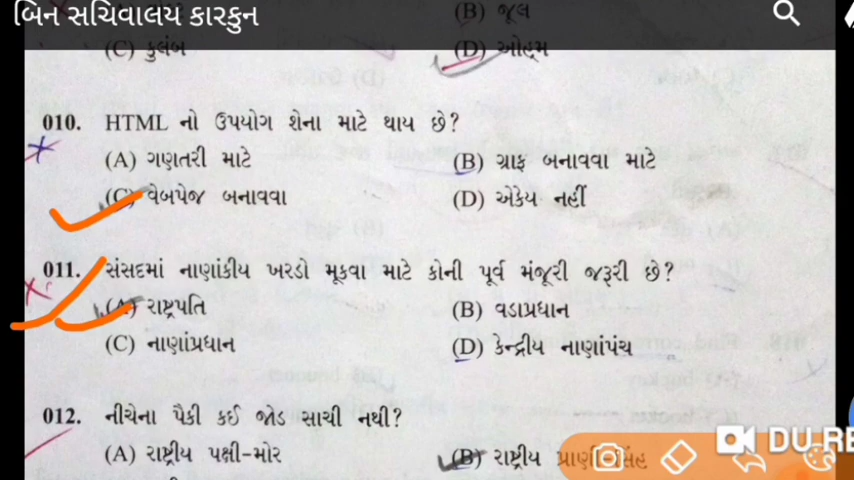 બિન સચિવાલય કારકુન
(B) જૂલ
(C) કુલંબ (D) ઓહ્મ
010. HTML નો ઉપયોગ શેના માટે થાય છે?
(A) ગણતરી માટે (B) ગ્રાફ બનાવવા માટે
(C) વેબપેજ બનાવવા (D) એકેય નહીં
011. સંસદમાં નાણાંકીય ખરડો મૂકવા માટે કોની પૂર્વ મંજૂરી જરૂરી છે?
(A) રાષ્ટ્રપતિ (B) વડાપ્રધાન
(C) નાણાંપ્રધાન (D) કેન્દ્રીય નાણાંપંચ
012. નીચેના પૈકી કઈ જોડ સાચી નથી?
(A) રાષ્ટ્રીય પક્ષી-મોર (B) રાષ્ટ્રીય પ્રાણી-સિંહ
DU.RE